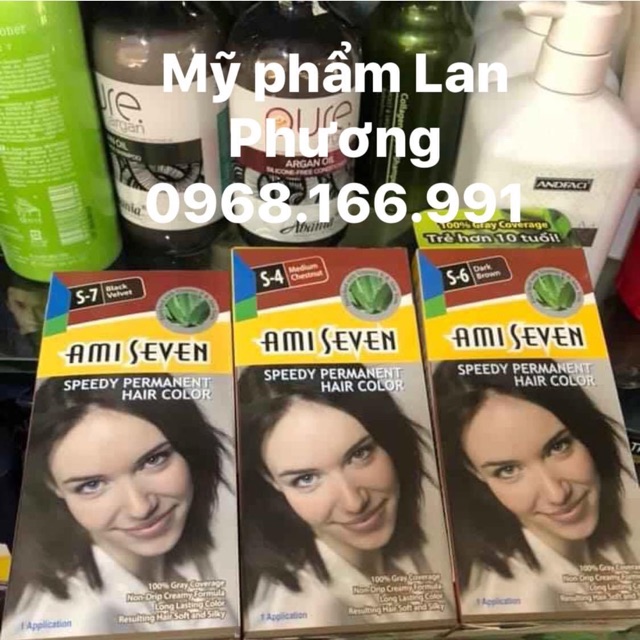 Mỹ phẩm Lan
Phương
0968.166.991
pure.
argan
pure
ARGAN OIL
SILICONE-FREE CONDITIONER
ANDFACI
100% Gray Coverage
Trẻ hơn 10 tuổi!
S-7 Black
Velvet
AMI SEVEN
SPEEDY PERMANENT
HAIR COLOR
100% Gray Coverage
Non-Drip Creamy Formula
Long Lasting Color
Resulting Hair Soft and Silky
1 Application
S-4 Medium
Chestnut
AMI SEVEN
SPEEDY PERMANENT
HAIR COLOR
100% Gray Coverage
Non-Drip Creamy Formula
Long Lasting Color
Resulting Hair Soft and Silky
1 Application
S-6 Dark
Brown
AMI SEVEN
SPEEDY PERMANENT
HAIR COLOR
100% Gray Coverage
Non-Drip Creamy Formula
Long Lasting Color
Resulting Hair Soft and Silky
1 Application